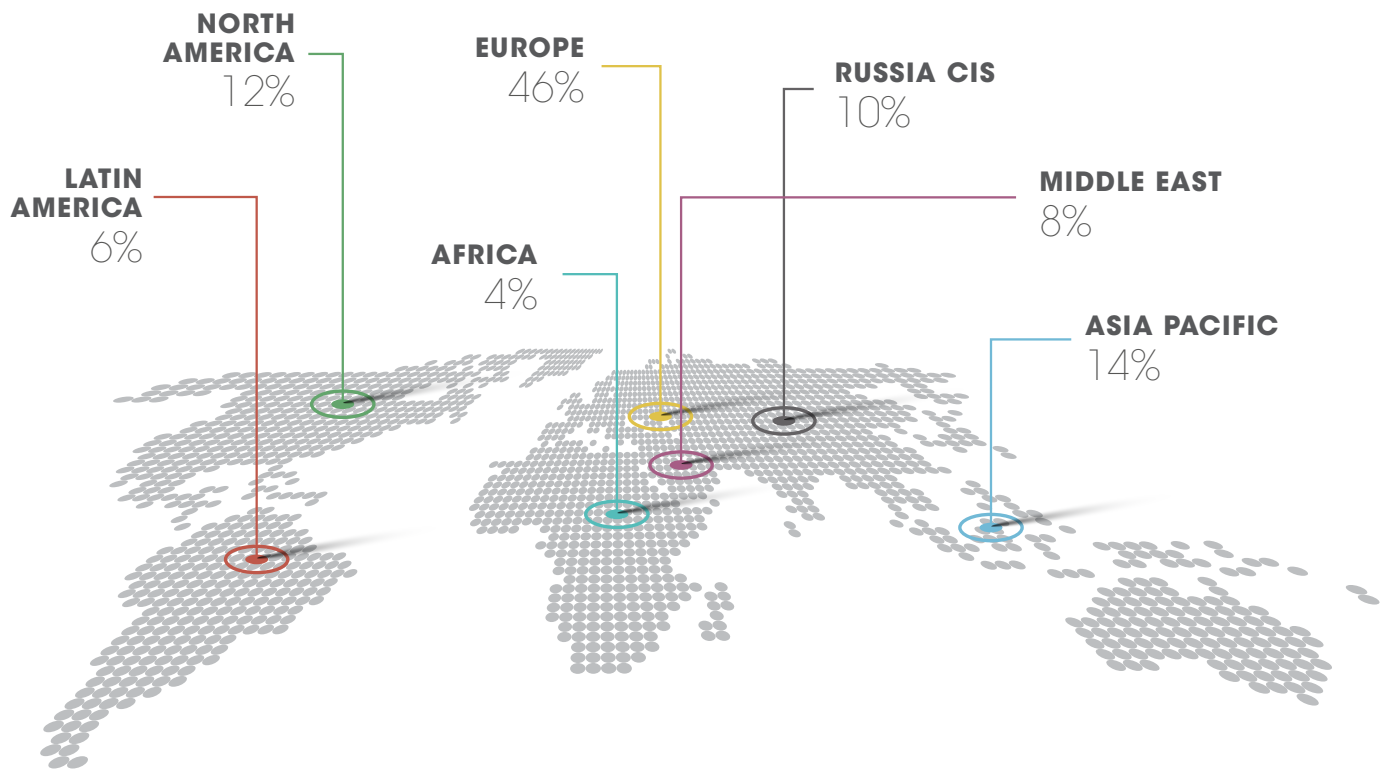 NORTH
AMERICA
12%
EUROPE
46%
RUSSIA CIS
10%
LATIN
AMERICA
6%
MIDDLE EAST
8%
AFRICA
4%
ASIA PACIFIC
14%